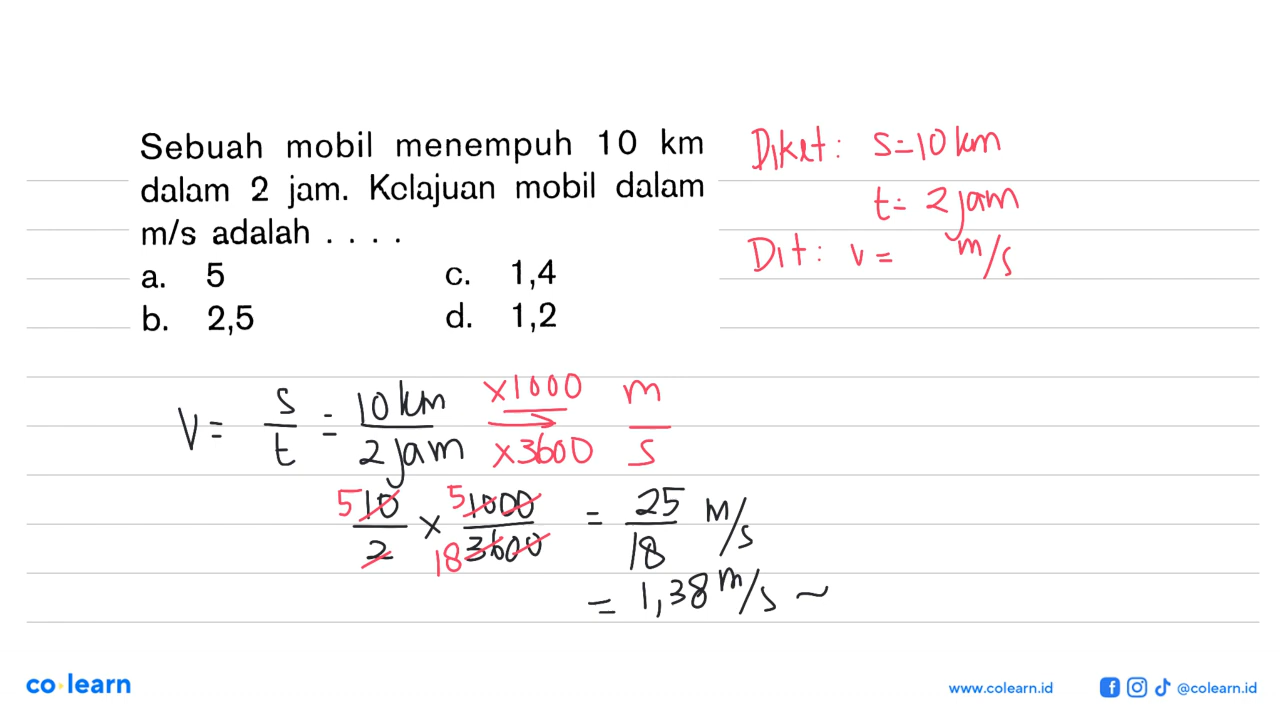 Sebuah mobil menempuh 10 km
dalam 2 jam. Kclajuan mobil dalam
m/s adalah . . . .
a. 5 c. 1,4
b. 2,5 d. 1,2
Diket: s=10 km
t= 2 jam
Dit: v= m/s
V= s/t = 10 km/2 jam ×1000/×3600 → m/s
5 10/2 × 5 1000/18 3600 = 25/18 m/s
= 1,38 m/s ~
co learn
www.colearn.id @colearn.id